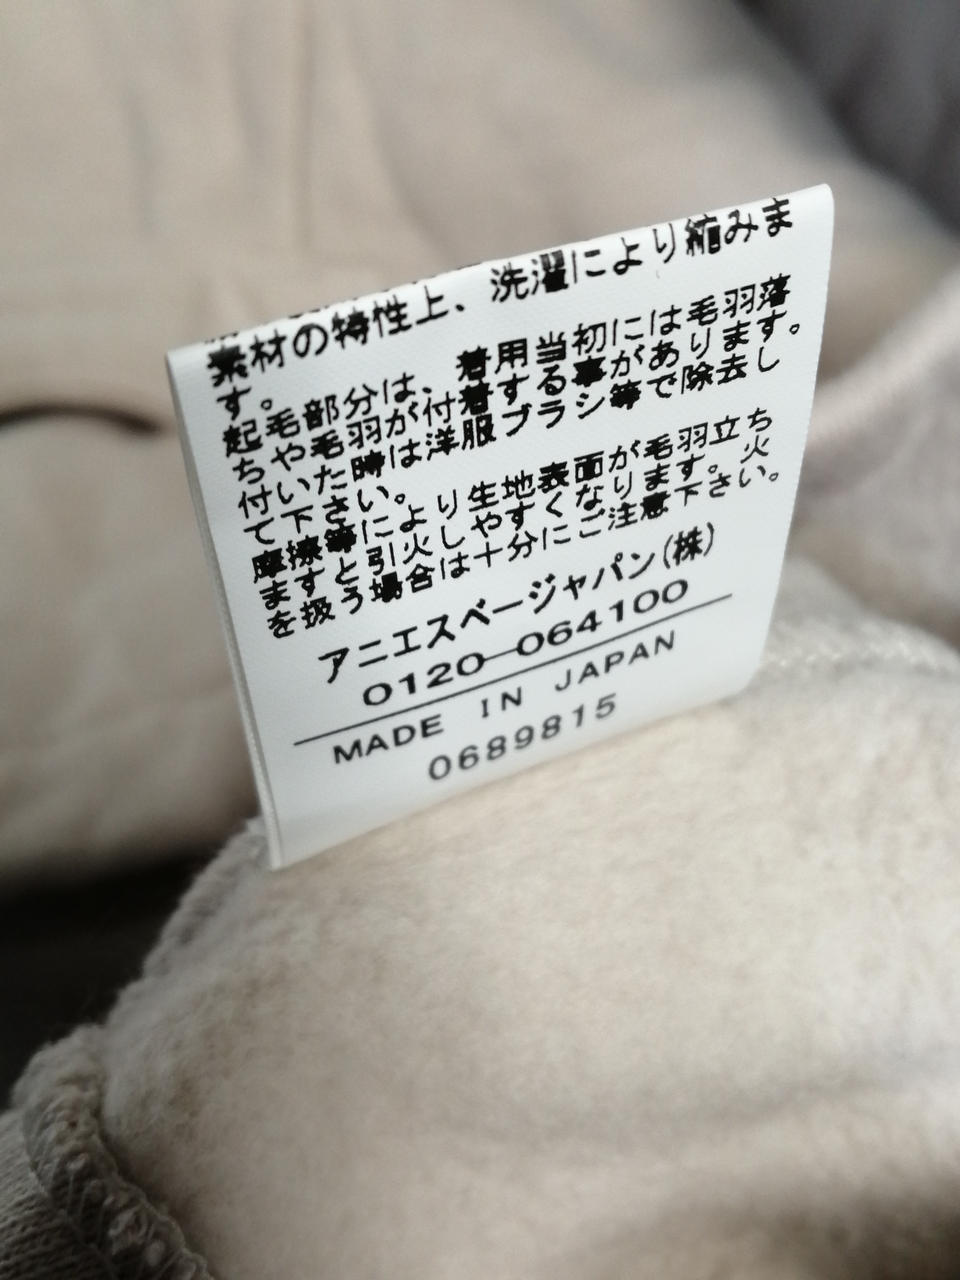 素材の特性上、洗濯により縮みま
す。
起毛部分は、着用当初には毛羽落
ちや毛羽が付着する事があります。
付いた時は洋服ブラシ等で除去し
て下さい。
摩擦等により生地表面が毛羽立ち
ますと引火しやすくなります。火
を扱う場合は十分にご注意下さい。
アニエスベージャパン(株)
0120-064100
MADE IN JAPAN
0689815